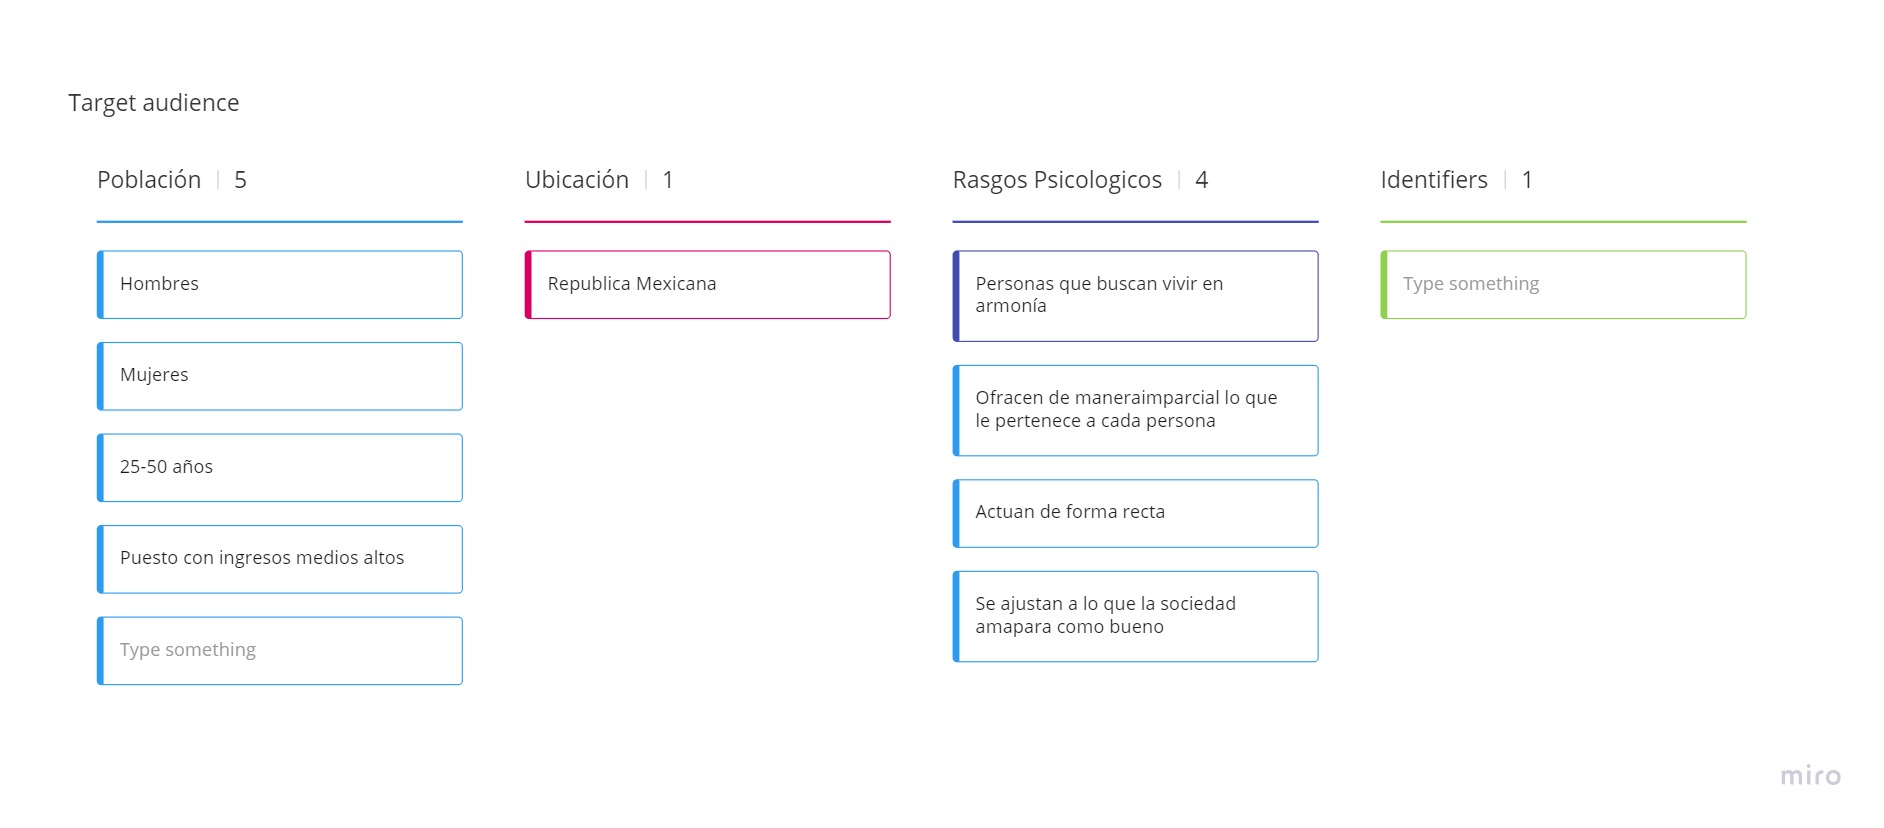 Target audience
Población | 5
Hombres
Mujeres
25-50 años
Puesto con ingresos medios altos
Type something
Ubicación | 1
Republica Mexicana
Rasgos Psicologicos | 4
Personas que buscan vivir en
armonía
Ofracen de maneraimparcial lo que
le pertenece a cada persona
Actuan de forma recta
Se ajustan a lo que la sociedad
amapara como bueno
Identifiers | 1
Type something
miro